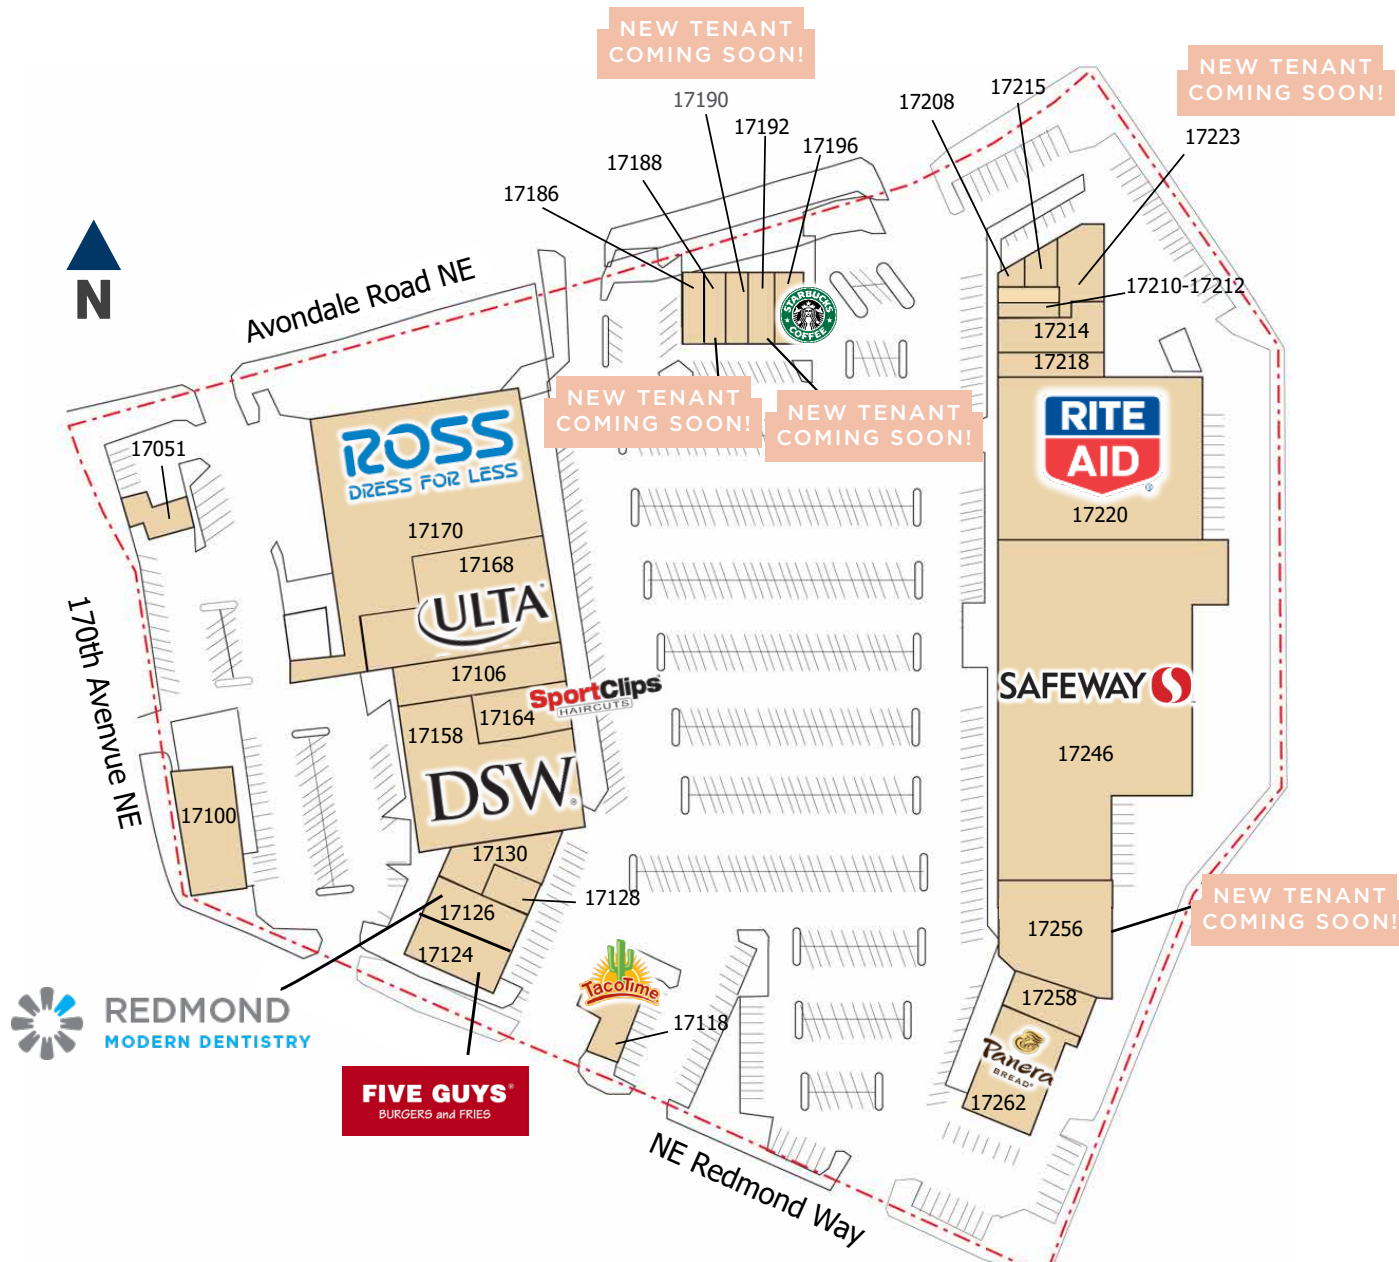 NEW TENANT
COMING SOON!
NEW TENANT
COMING SOON!
17190
17208
17215
17192
17196
17223
17188
17186
N
Avondale Road NE
STARBUCKS
COFFEE
17210-17212
17214
17218
NEW TENANT
COMING SOON!
NEW TENANT
COMING SOON!
RITE
AID
17220
ROSS
DRESS FOR LESS
17170
17051
17168
ULTA
17106
SportClips
HAIRCUTS
17164
17158
DSW
170th Avenvue NE
17100
SAFEWAY
17246
17130
17128
17126
17124
NEW TENANT
COMING SOON!
17256
17258
REDMOND
MODERN DENTISTRY
TacoTime
17118
Panera
BREAD®
17262
FIVE GUYS®
BURGERS and FRIES
NE Redmond Way